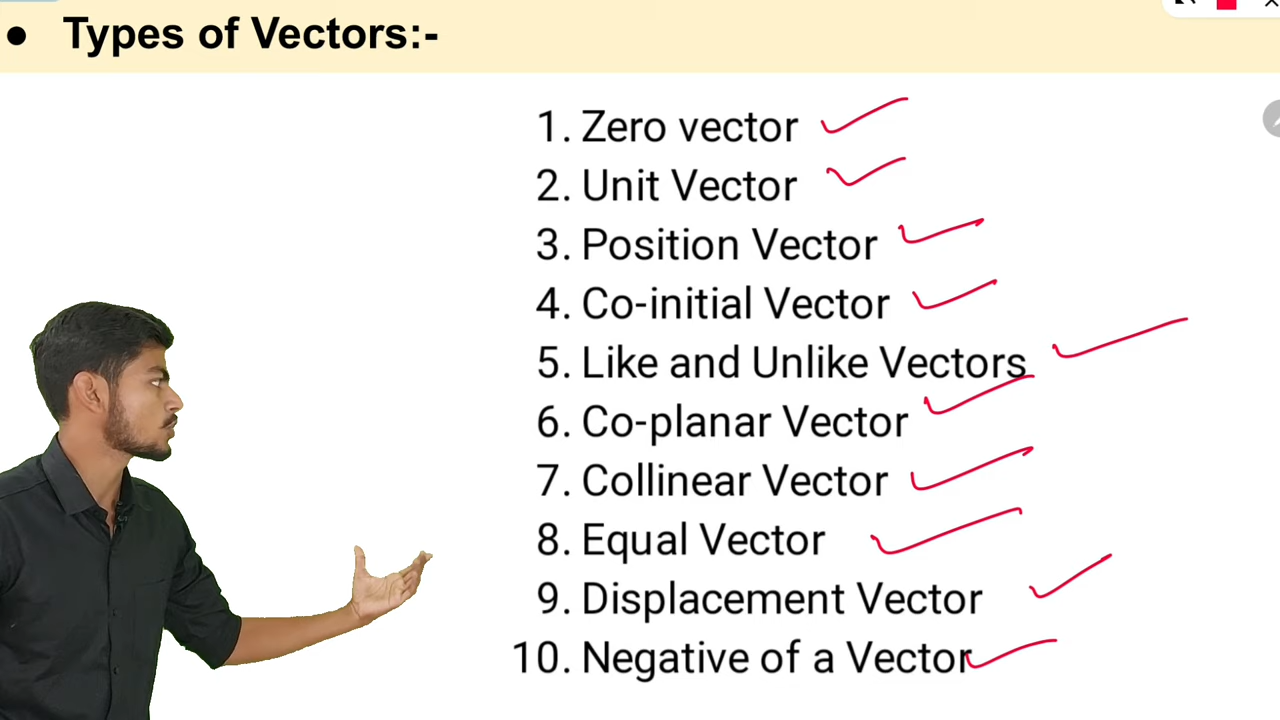 ● Types of Vectors:-
1. Zero vector
2. Unit Vector
3. Position Vector
4. Co-initial Vector
5. Like and Unlike Vectors
6. Co-planar Vector
7. Collinear Vector
8. Equal Vector
9. Displacement Vector
10. Negative of a Vector